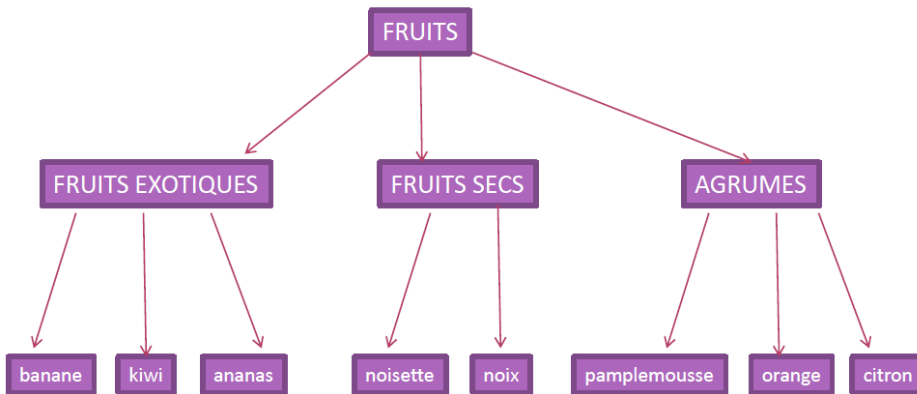 FRUITS
FRUITS EXOTIQUES
FRUITS SECS
AGRUMES
banane
kiwi
ananas
noisette
noix
pamplemousse
orange
citron